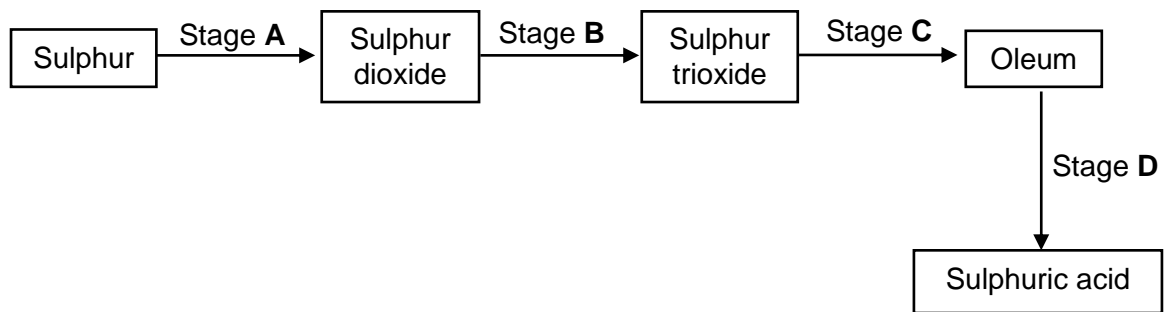 Sulphur
Stage A
Sulphur
dioxide
Stage B
Sulphur
trioxide
Stage C
Oleum
Stage D
Sulphuric acid